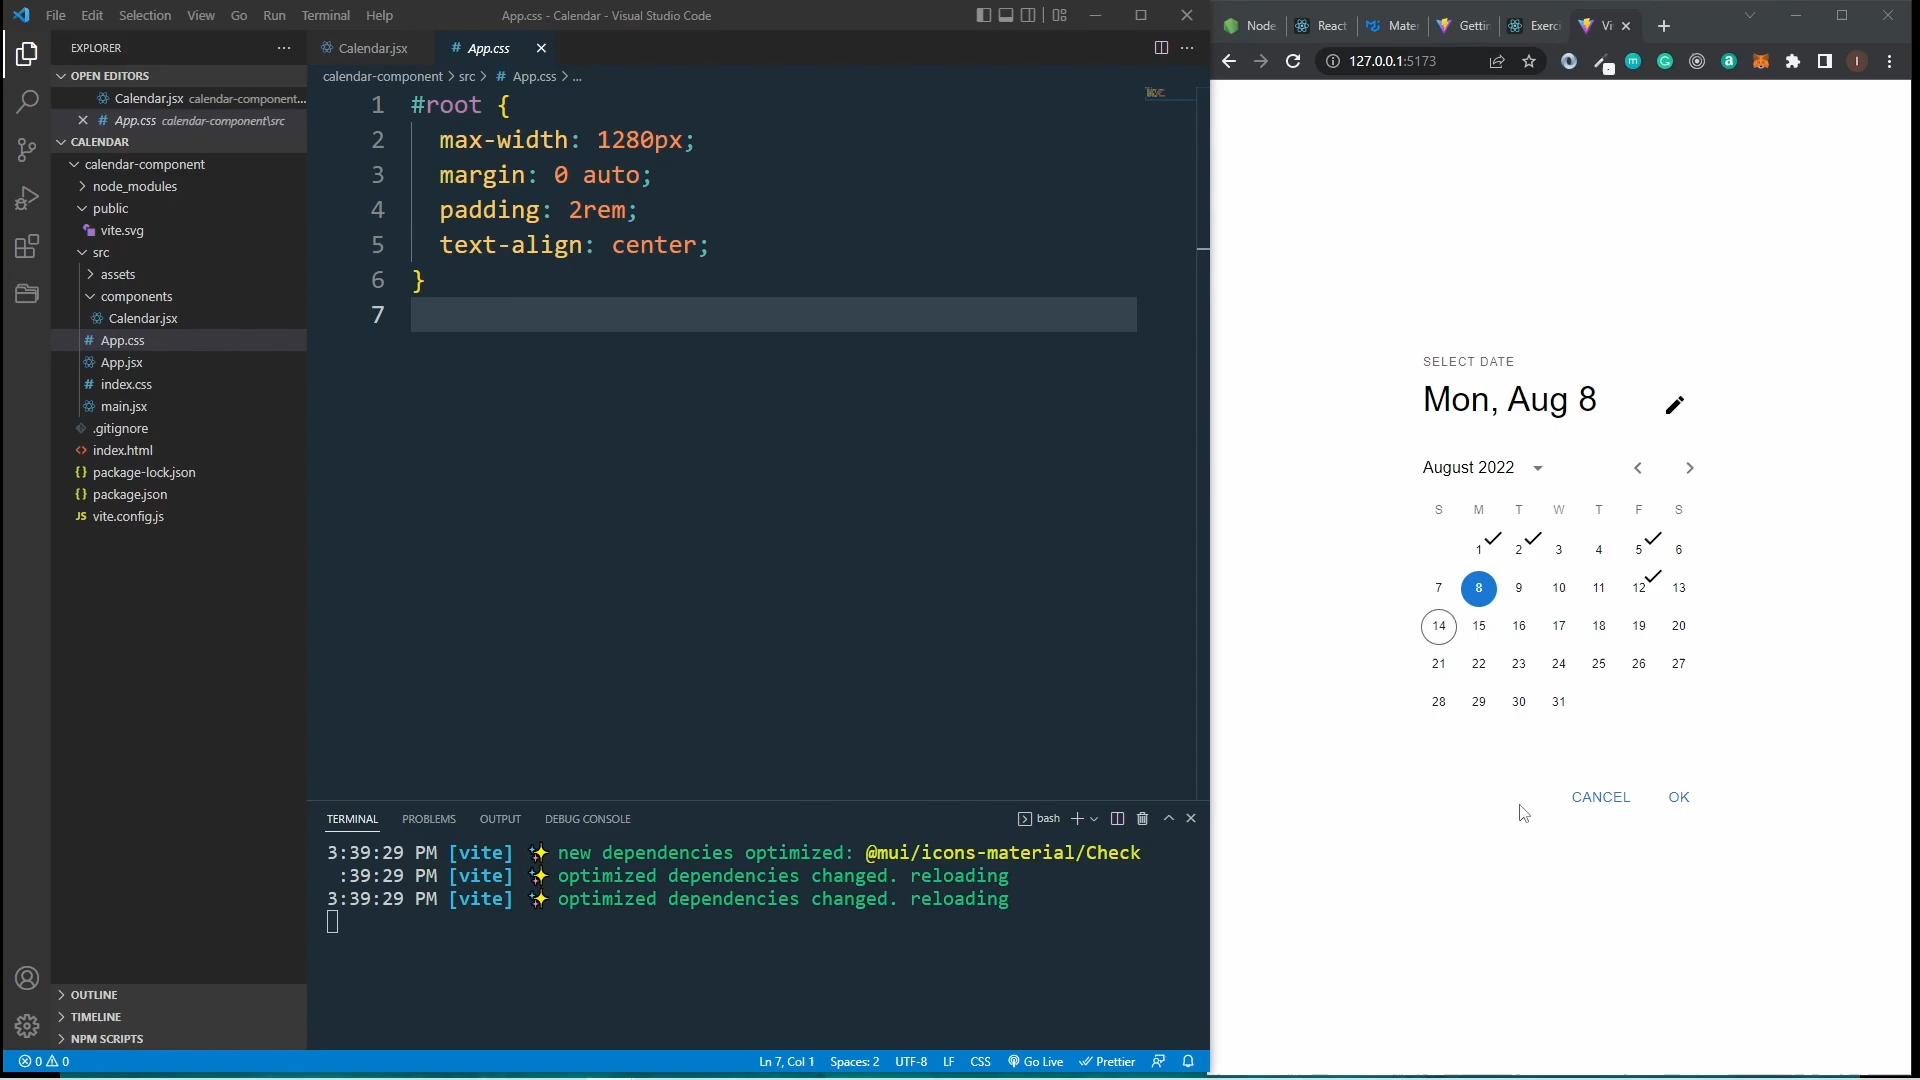 File Edit Selection View Go Run Terminal Help
App.css - Calendar - Visual Studio Code
EXPLORER
OPEN EDITORS
Calendar.jsx calendar-component...
App.css calendar-component\src
CALENDAR
calendar-component
node_modules
public
vite.svg
src
assets
components
Calendar.jsx
# App.css
App.jsx
# index.css
main.jsx
.gitignore
<> index.html
{} package-lock.json
{} package.json
JS vite.config.js
OUTLINE
TIMELINE
NPM SCRIPTS
Calendar.jsx
# App.css
calendar-component > src > # App.css > ...
1 #root {
2 max-width: 1280px;
3 margin: 0 auto;
4 padding: 2rem;
5 text-align: center;
6 }
7
TERMINAL PROBLEMS OUTPUT DEBUG CONSOLE
bash
3:39:29 PM [vite] ✨ new dependencies optimized: @mui/icons-material/Check
:39:29 PM [vite] ✨ optimized dependencies changed. reloading
3:39:29 PM [vite] ✨ optimized dependencies changed. reloading
0 0
Ln 7, Col 1 Spaces: 2 UTF-8 LF CSS Go Live Prettier
Node React Mater Gettin Exerci Vi
127.0.0.1:5173
SELECT DATE
Mon, Aug 8
August 2022
S M T W T F S
1 2 3 4 5 6
7 8 9 10 11 12 13
14 15 16 17 18 19 20
21 22 23 24 25 26 27
28 29 30 31
CANCEL OK